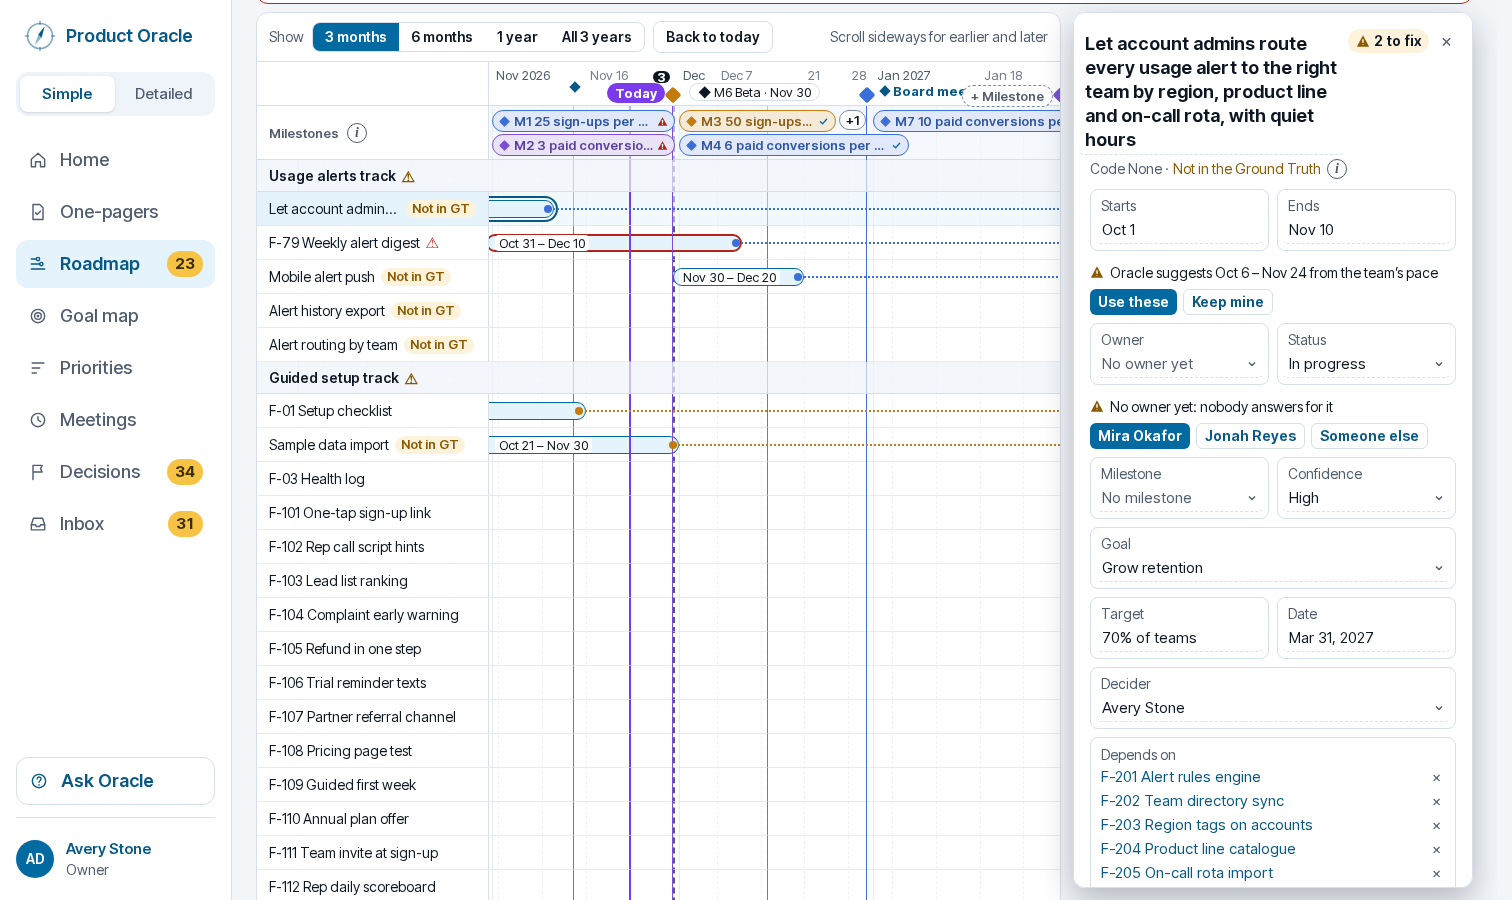 Product Oracle
Simple
Detailed
Home
One-pagers
Roadmap
23
Goal map
Priorities
Meetings
Decisions
34
Inbox
31
Ask Oracle
AD
Avery Stone
Owner
Show
3 months
6 months
1 year
All 3 years
Back to today
Scroll sideways for earlier and later
Nov 2026
Nov 16
3
Dec
Dec 7
21
28
Jan 2027
Jan 18
Today
M6 Beta · Nov 30
Board mee
+ Milestone
Milestones
i
M1 25 sign-ups per ...
M3 50 sign-ups...
+1
M7 10 paid conversions pe
M2 3 paid conversio...
M4 6 paid conversions per ...
Usage alerts track
Let account admin...
Not in GT
F-79 Weekly alert digest
Oct 31 – Dec 10
Mobile alert push
Not in GT
Nov 30 – Dec 20
Alert history export
Not in GT
Alert routing by team
Not in GT
Guided setup track
F-01 Setup checklist
Sample data import
Not in GT
Oct 21 – Nov 30
F-03 Health log
F-101 One-tap sign-up link
F-102 Rep call script hints
F-103 Lead list ranking
F-104 Complaint early warning
F-105 Refund in one step
F-106 Trial reminder texts
F-107 Partner referral channel
F-108 Pricing page test
F-109 Guided first week
F-110 Annual plan offer
F-111 Team invite at sign-up
F-112 Rep daily scoreboard
Let account admins route
every usage alert to the right
team by region, product line
and on-call rota, with quiet
hours
2 to fix
×
Code None · Not in the Ground Truth
i
Starts
Oct 1
Ends
Nov 10
Oracle suggests Oct 6 – Nov 24 from the team’s pace
Use these
Keep mine
Owner
No owner yet
Status
In progress
No owner yet: nobody answers for it
Mira Okafor
Jonah Reyes
Someone else
Milestone
No milestone
Confidence
High
Goal
Grow retention
Target
70% of teams
Date
Mar 31, 2027
Decider
Avery Stone
Depends on
F-201 Alert rules engine ×
F-202 Team directory sync ×
F-203 Region tags on accounts ×
F-204 Product line catalogue ×
F-205 On-call rota import ×